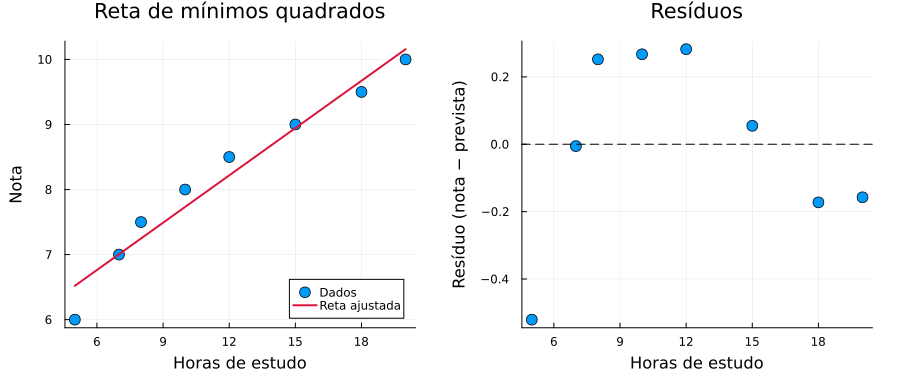 Reta de mínimos quadrados
Nota
10
9
8
7
6
6
9
12
15
18
Horas de estudo
Dados
Reta ajustada
Resíduos
Resíduo (nota − prevista)
0.2
0.0
−0.2
−0.4
6
9
12
15
18
Horas de estudo